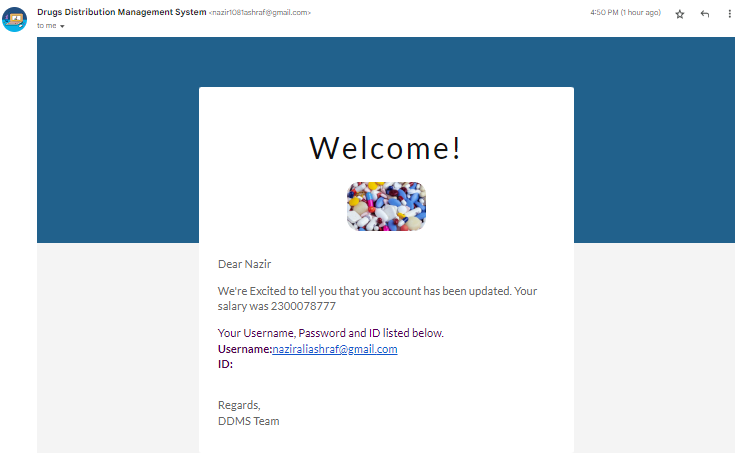 Drugs Distribution Management System <nazir1081ashraf@gmail.com>
4:50 PM (1 hour ago)
to me
Welcome!
Dear Nazir
We're Excited to tell you that you account has been updated. Your
salary was 2300078777
Your Username, Password and ID listed below.
Username:naziraliashraf@gmail.com
ID:
Regards,
DDMS Team